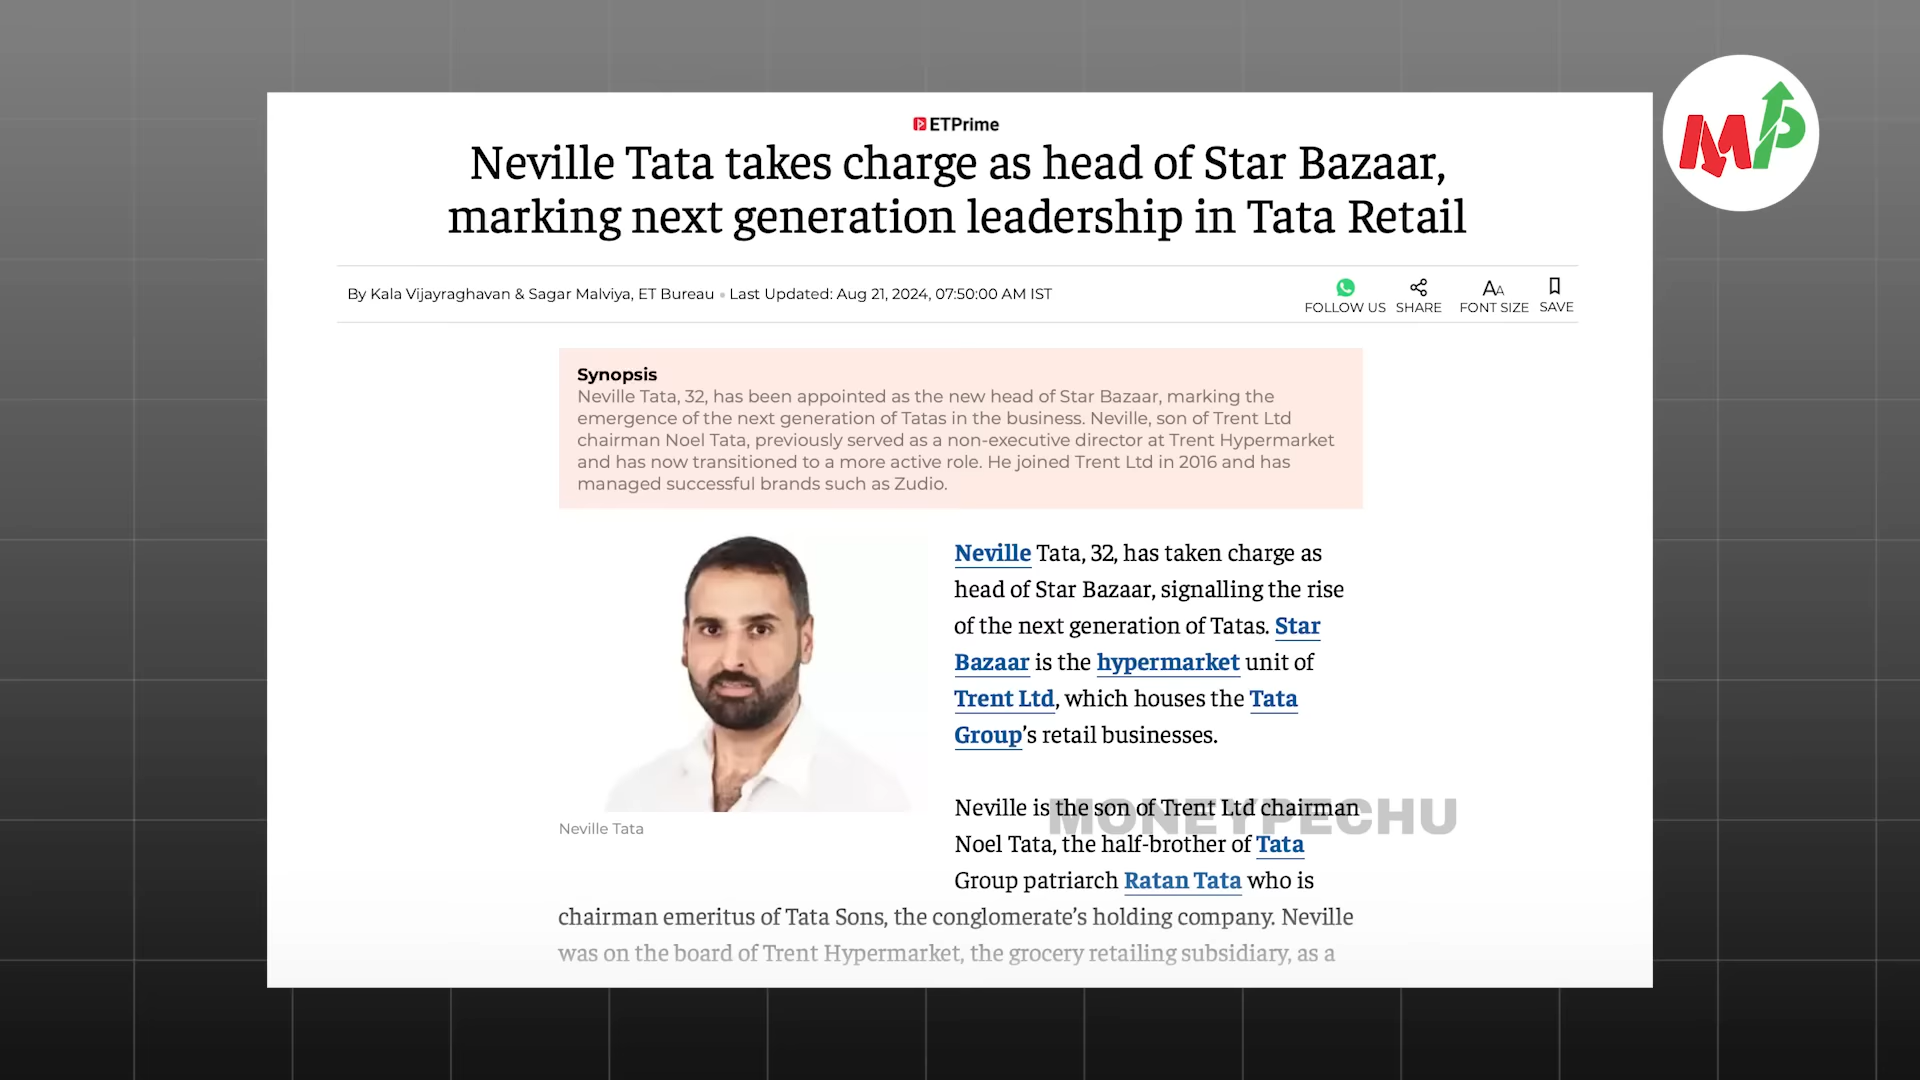 MP
ETPrime
Neville Tata takes charge as head of Star Bazaar,
marking next generation leadership in Tata Retail
By Kala Vijayraghavan & Sagar Malviya, ET Bureau • Last Updated: Aug 21, 2024, 07:50:00 AM IST
FOLLOW US SHARE FONT SIZE SAVE
Synopsis
Neville Tata, 32, has been appointed as the new head of Star Bazaar, marking the
emergence of the next generation of Tatas in the business. Neville, son of Trent Ltd
chairman Noel Tata, previously served as a non-executive director at Trent Hypermarket
and has now transitioned to a more active role. He joined Trent Ltd in 2016 and has
managed successful brands such as Zudio.
Neville Tata, 32, has taken charge as
head of Star Bazaar, signalling the rise
of the next generation of Tatas. Star
Bazaar is the hypermarket unit of
Trent Ltd, which houses the Tata
Group’s retail businesses.
Neville is the son of Trent Ltd chairman
MONEYPECHU
Neville Tata
Noel Tata, the half-brother of Tata
Group patriarch Ratan Tata who is
chairman emeritus of Tata Sons, the conglomerate’s holding company. Neville
was on the board of Trent Hypermarket, the grocery retailing subsidiary, as a